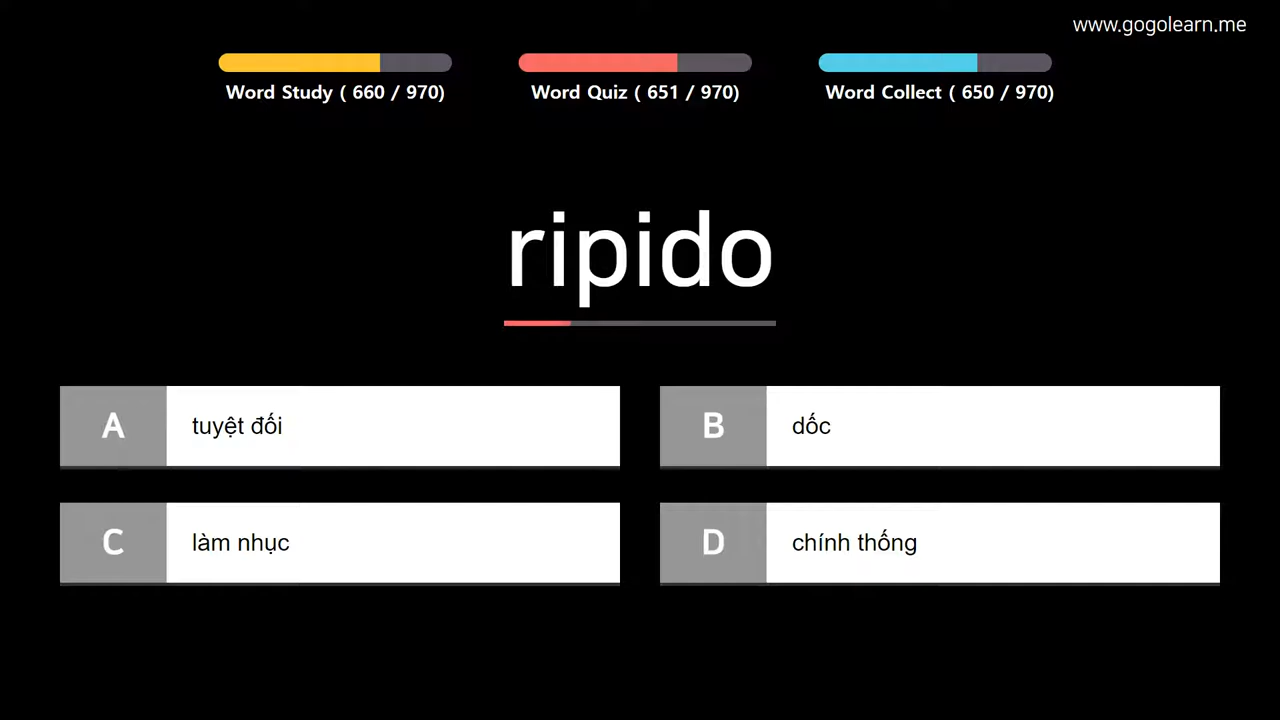 www.gogolearn.me
Word Study ( 660 / 970)
Word Quiz ( 651 / 970)
Word Collect ( 650 / 970)
ripido
A tuyệt đối
B dốc
C làm nhục
D chính thống